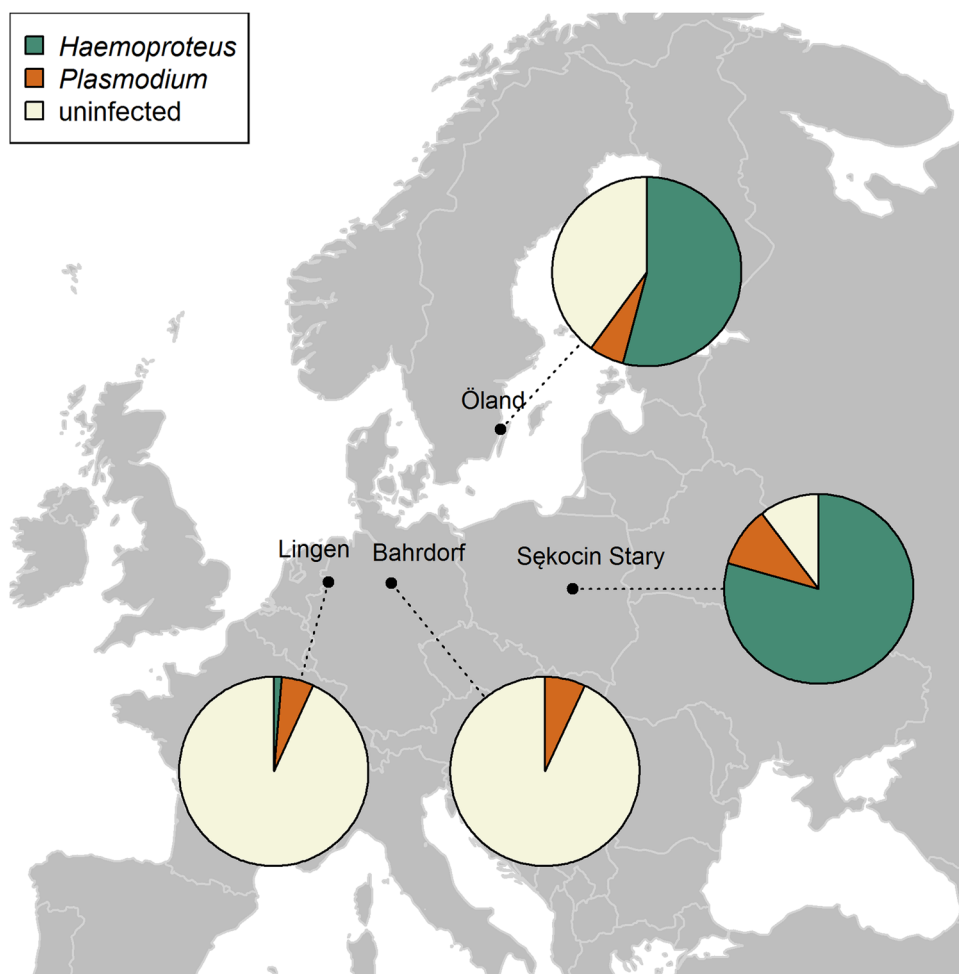 Haemoproteus
Plasmodium
uninfected
Öland
Lingen
Bahrdorf
Sękocin Stary